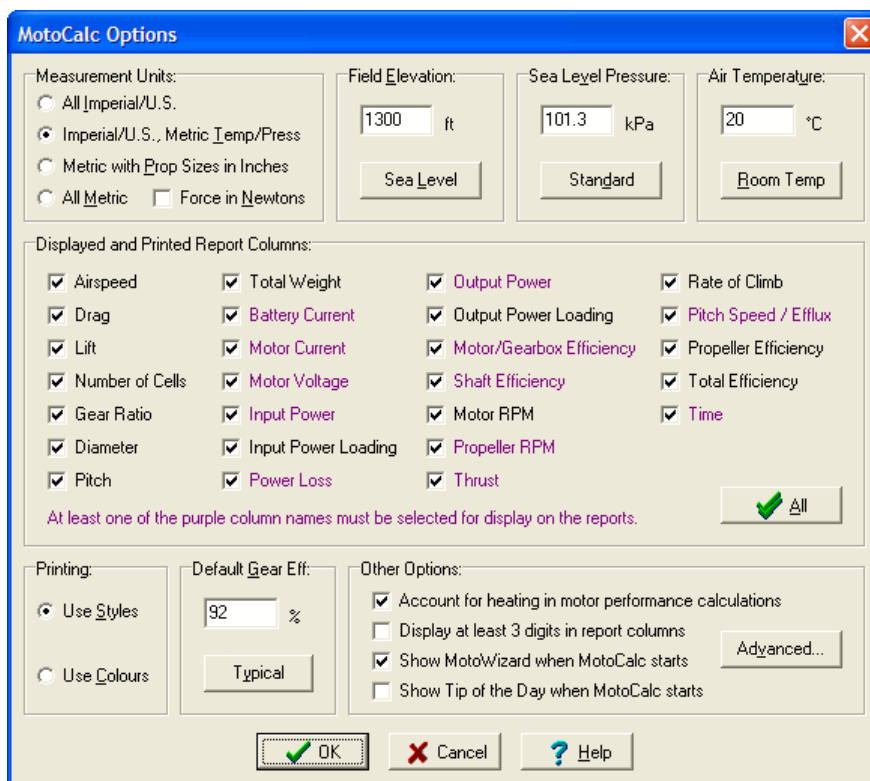 MotoCalc Options
Measurement Units:
All Imperial/U.S.
Imperial/U.S., Metric Temp/Press
Metric with Prop Sizes in Inches
All Metric
Force in Newtons
Field Elevation:
1300 ft
Sea Level
Sea Level Pressure:
101.3 kPa
Standard
Air Temperature:
20 °C
Room Temp
Displayed and Printed Report Columns:
Airspeed
Drag
Lift
Number of Cells
Gear Ratio
Diameter
Pitch
Total Weight
Battery Current
Motor Current
Motor Voltage
Input Power
Input Power Loading
Power Loss
Output Power
Output Power Loading
Motor/Gearbox Efficiency
Shaft Efficiency
Motor RPM
Propeller RPM
Thrust
Rate of Climb
Pitch Speed / Efflux
Propeller Efficiency
Total Efficiency
Time
At least one of the purple column names must be selected for display on the reports.
All
Printing:
Use Styles
Use Colours
Default Gear Eff:
92 %
Typical
Other Options:
Account for heating in motor performance calculations
Display at least 3 digits in report columns
Show MotoWizard when MotoCalc starts
Show Tip of the Day when MotoCalc starts
Advanced...
OK
Cancel
? Help